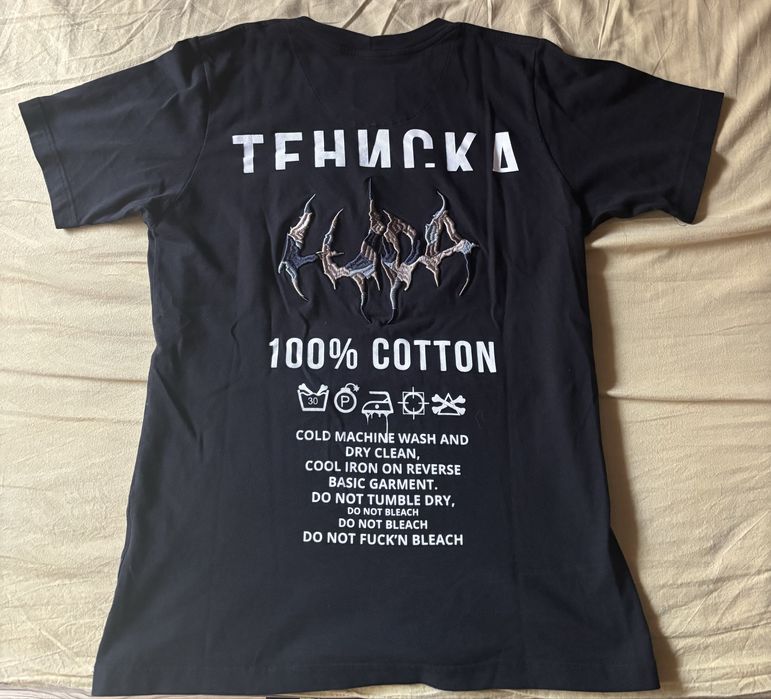 ТЕНИСКА
100% COTTON
30 P
COLD MACHINE WASH AND
DRY CLEAN,
COOL IRON ON REVERSE
BASIC GARMENT.
DO NOT TUMBLE DRY,
DO NOT BLEACH
DO NOT BLEACH
DO NOT FUCK'N BLEACH